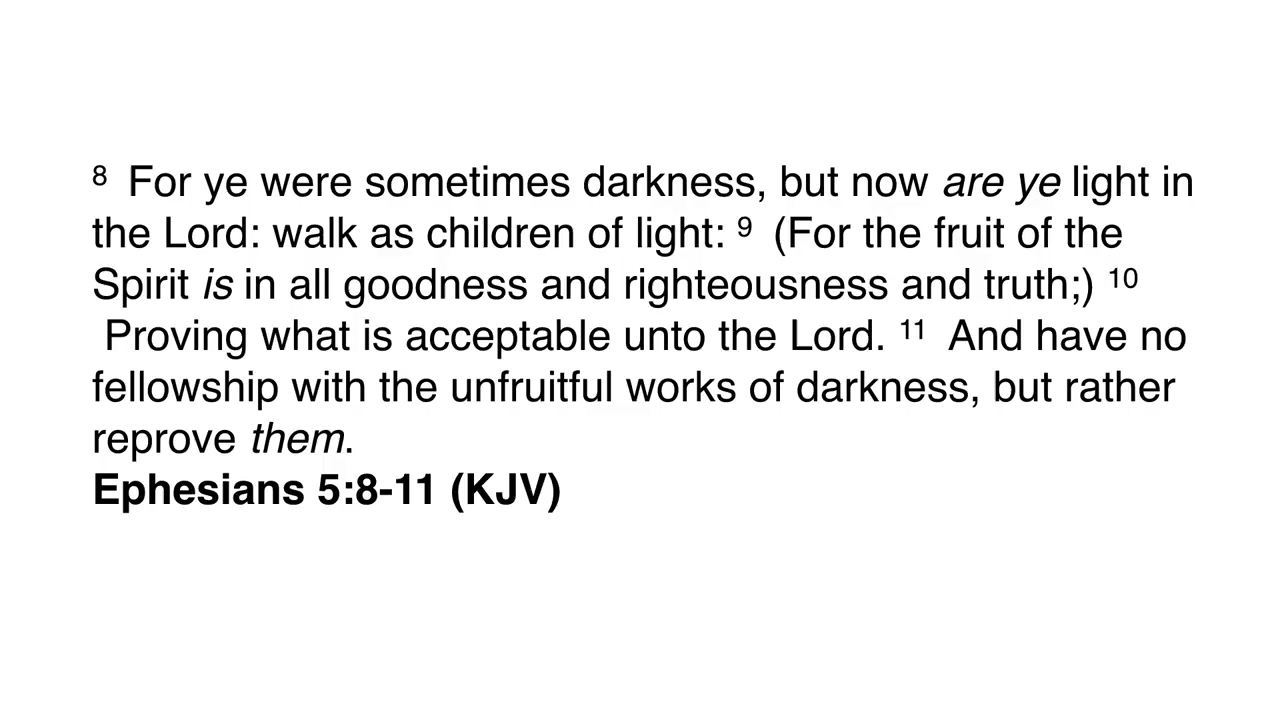 8 For ye were sometimes darkness, but now are ye light in
the Lord: walk as children of light: 9 (For the fruit of the
Spirit is in all goodness and righteousness and truth;) 10
Proving what is acceptable unto the Lord. 11 And have no
fellowship with the unfruitful works of darkness, but rather
reprove them.
Ephesians 5:8-11 (KJV)